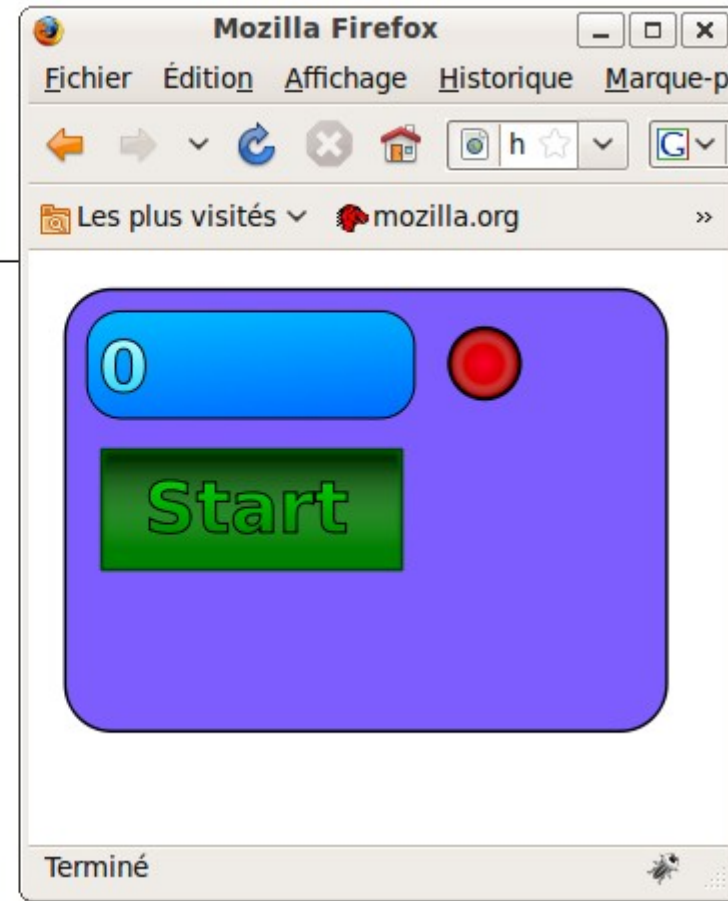 Mozilla Firefox
Fichier Édition Affichage Historique Marque-p
h G
Les plus visités mozilla.org »
0
Start
Terminé